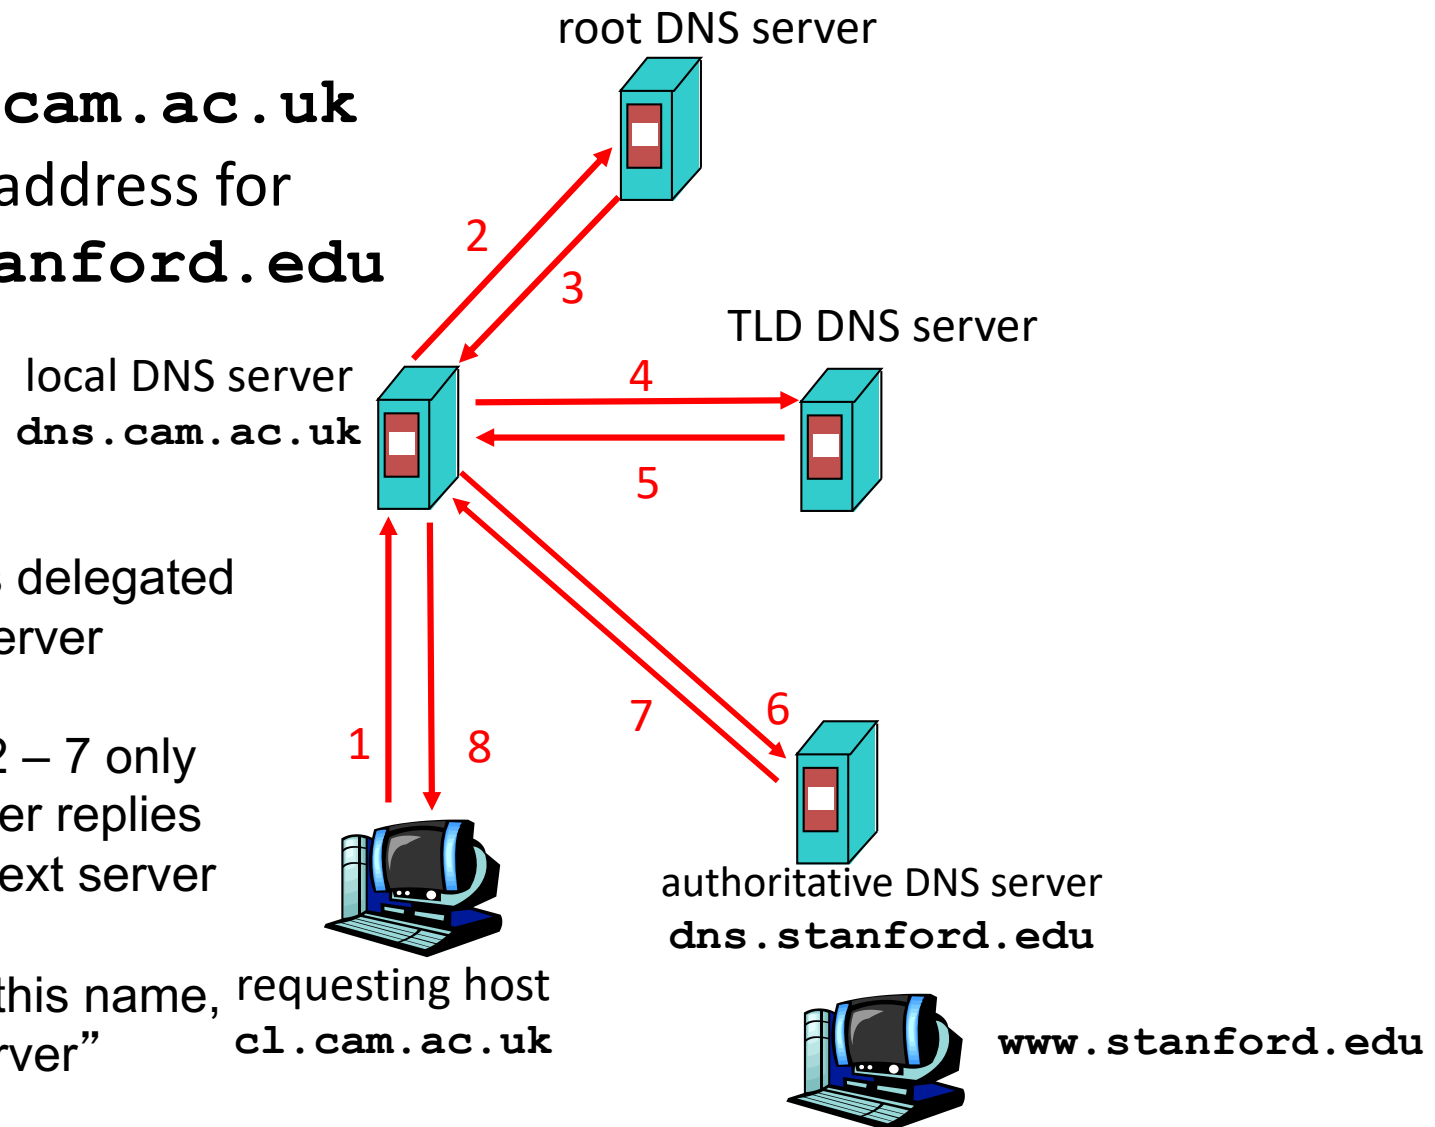 root DNS server
cam.ac.uk
address for
anford.edu
2
3
TLD DNS server
local DNS server
dns.cam.ac.uk
4
5
delegated
erver
6
7
2 – 7 only
1
8
er replies
ext server
authoritative DNS server
dns.stanford.edu
this name,
rver”
requesting host
cl.cam.ac.uk
www.stanford.edu